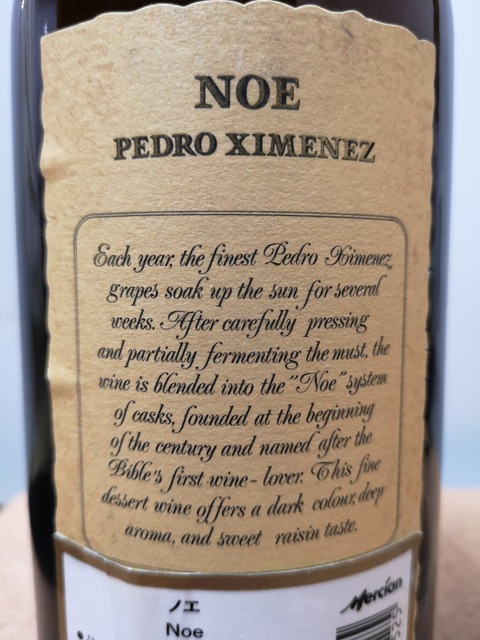 NOE
PEDRO XIMENEZ
Each year, the finest Pedro Ximenez
grapes soak up the sun for several
weeks. After carefully pressing
and partially fermenting the must, the
wine is blended into the "Noe" system
of casks, founded at the beginning
of the century and named after the
Bible's first wine-lover. This fine
dessert wine offers a dark colour, deep
aroma, and sweet raisin taste.
Mercian
ノエ
Noe